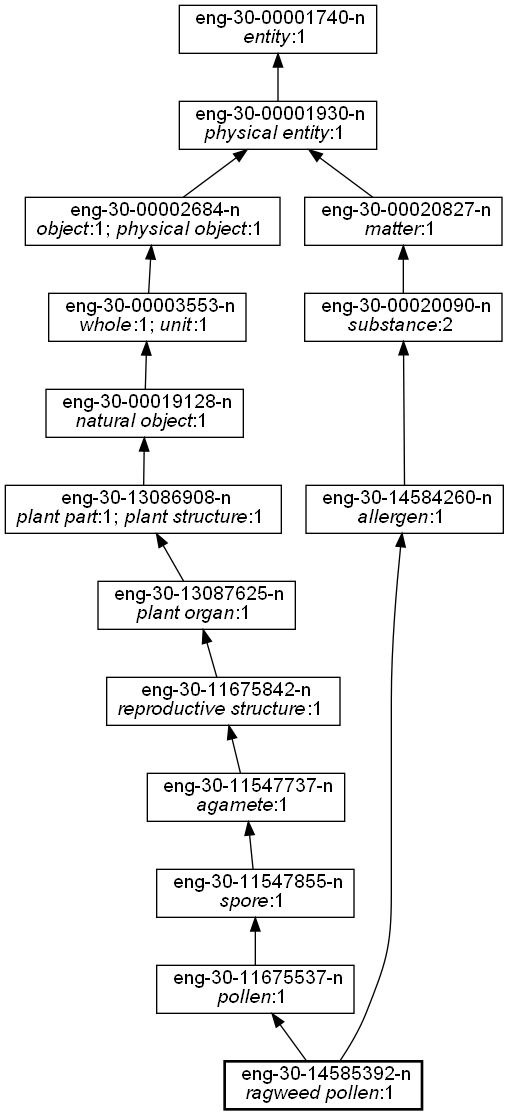 eng-30-00001740-n
entity:1
eng-30-00001930-n
physical entity:1
eng-30-00002684-n
object:1; physical object:1
eng-30-00020827-n
matter:1
eng-30-00003553-n
whole:1; unit:1
eng-30-00020090-n
substance:2
eng-30-00019128-n
natural object:1
eng-30-13086908-n
plant part:1; plant structure:1
eng-30-14584260-n
allergen:1
eng-30-13087625-n
plant organ:1
eng-30-11675842-n
reproductive structure:1
eng-30-11547737-n
agamete:1
eng-30-11547855-n
spore:1
eng-30-11675537-n
pollen:1
eng-30-14585392-n
ragweed pollen:1